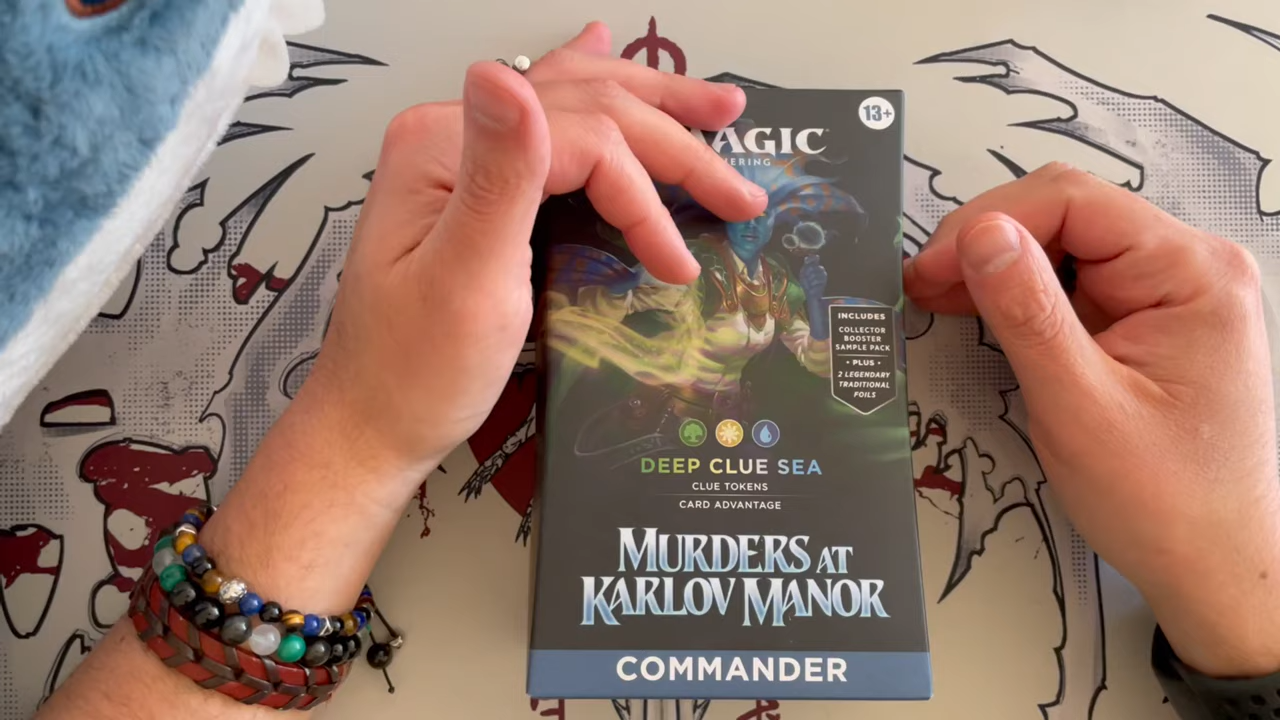 13+
MAGIC
INCLUDES
COLLECTOR
BOOSTER
SAMPLE PACK
• PLUS •
2 LEGENDARY
TRADITIONAL
FOILS
DEEP CLUE SEA
CLUE TOKENS
CARD ADVANTAGE
MURDERS AT
KARLOV MANOR
COMMANDER